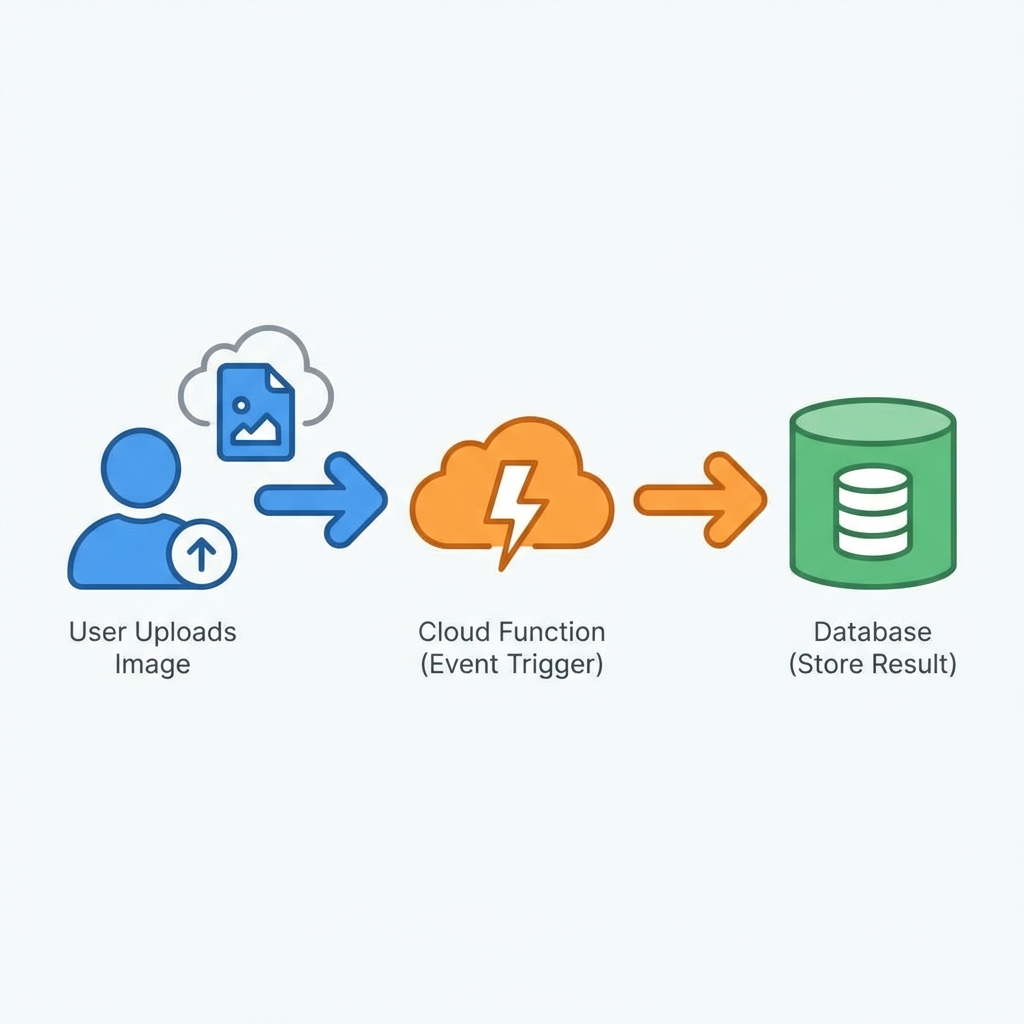 User Uploads
Image
Cloud Function
(Event Trigger)
Database
(Store Result)